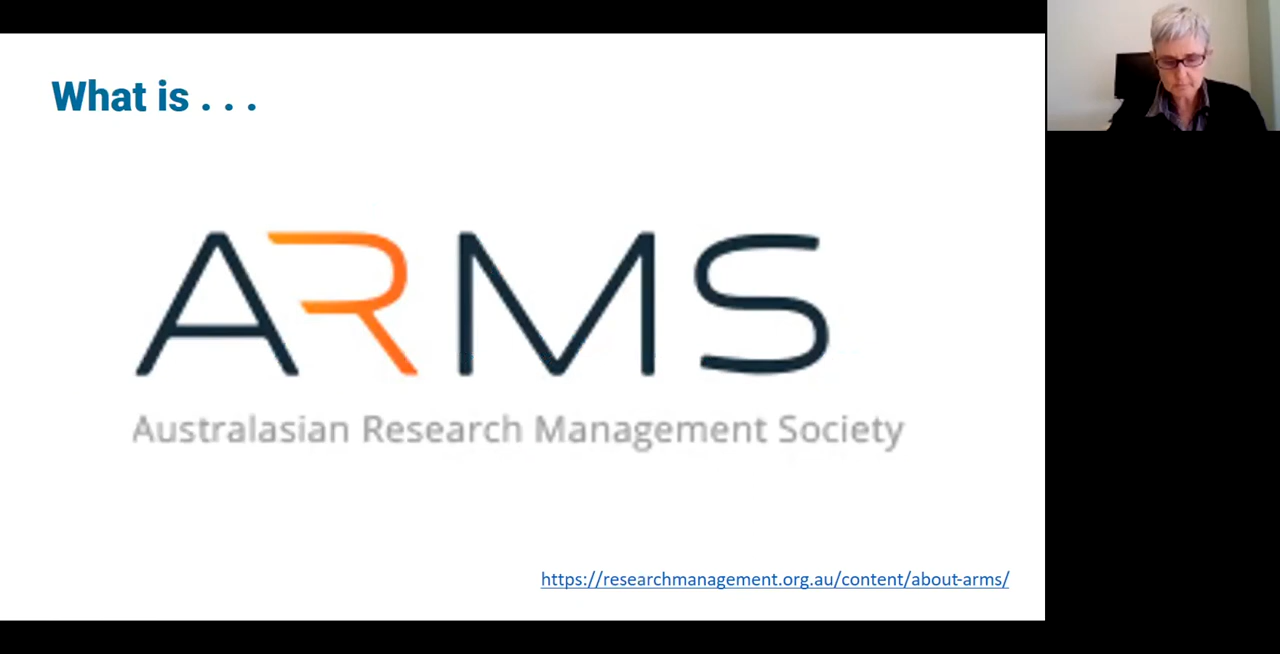 What is . . .
ARMS
Australasian Research Management Society
https://researchmanagement.org.au/content/about-arms/